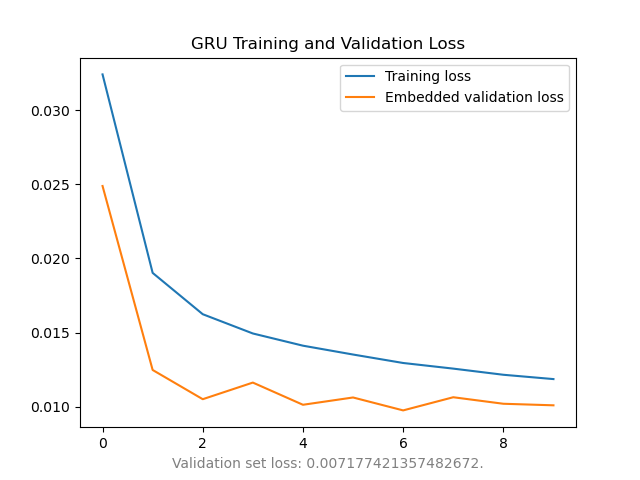 GRU Training and Validation Loss
Training loss
Embedded validation loss
0.030
0.025
0.020
0.015
0.010
0 2 4 6 8
Validation set loss: 0.007177421357482672.